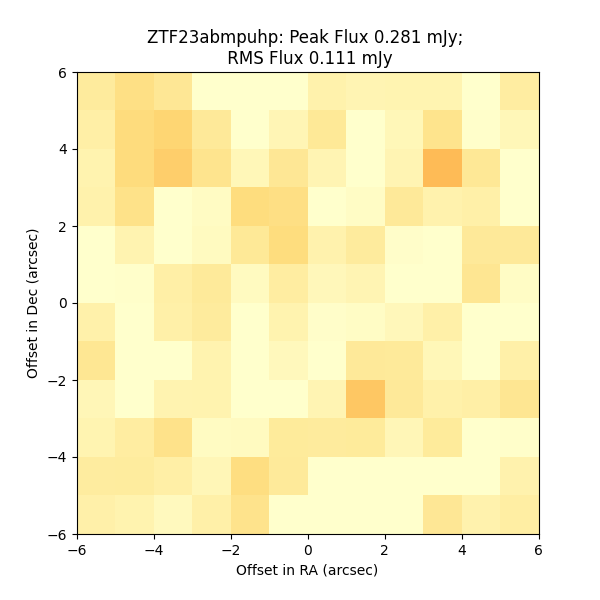 ZTF23abmpuhp: Peak Flux 0.281 mJy;
RMS Flux 0.111 mJy
6
4
2
0
−2
−4
−6
Offset in Dec (arcsec)
−6 −4 −2 0 2 4 6
Offset in RA (arcsec)